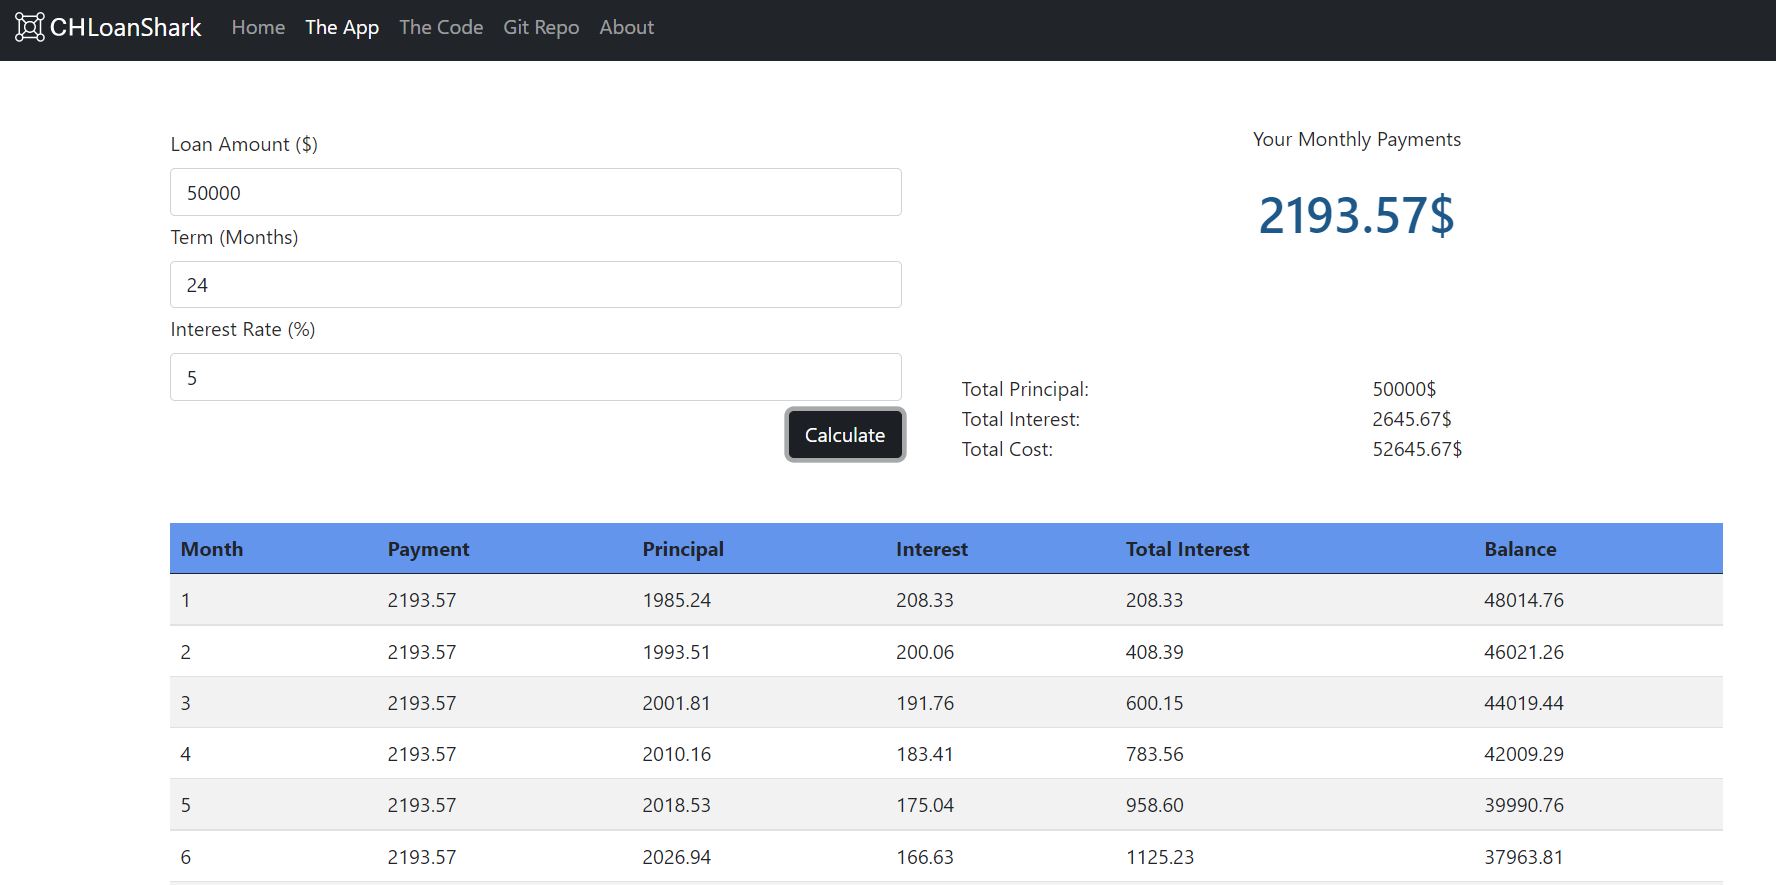 CHLoanShark Home The App The Code Git Repo About
Loan Amount ($)
50000
Term (Months)
24
Interest Rate (%)
5
Calculate
Your Monthly Payments
2193.57$
Total Principal: 50000$
Total Interest: 2645.67$
Total Cost: 52645.67$
Month Payment Principal Interest Total Interest Balance
1 2193.57 1985.24 208.33 208.33 48014.76
2 2193.57 1993.51 200.06 408.39 46021.26
3 2193.57 2001.81 191.76 600.15 44019.44
4 2193.57 2010.16 183.41 783.56 42009.29
5 2193.57 2018.53 175.04 958.60 39990.76
6 2193.57 2026.94 166.63 1125.23 37963.81